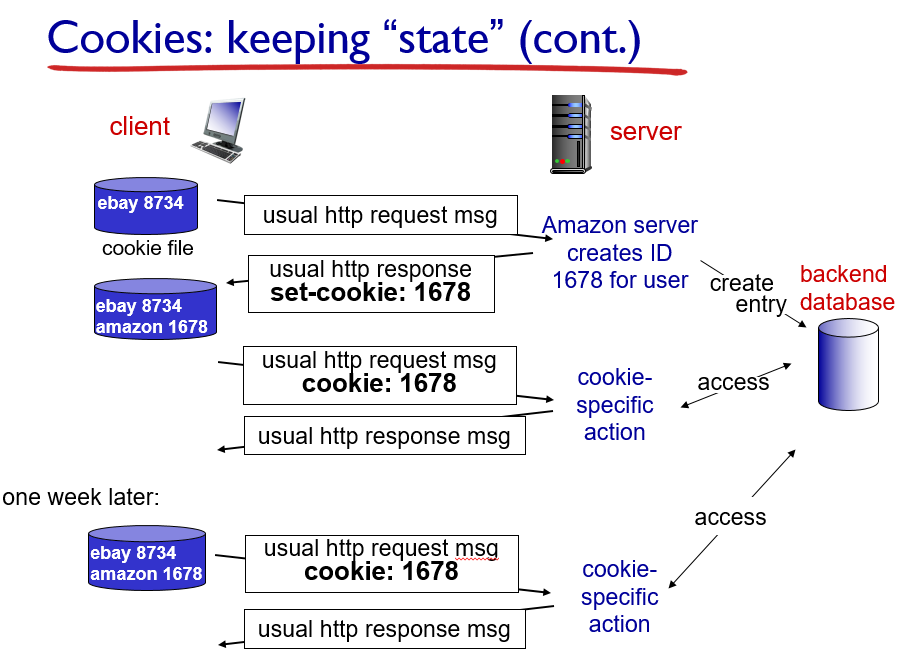 Cookies: keeping “state” (cont.)
client
server
ebay 8734
usual http request msg
cookie file
Amazon server
creates ID
1678 for user
usual http response
set-cookie: 1678
create
entry
backend
database
ebay 8734
amazon 1678
usual http request msg
cookie: 1678
cookie-
specific
action
access
usual http response msg
one week later:
access
ebay 8734
amazon 1678
usual http request msg
cookie: 1678
cookie-
specific
action
usual http response msg